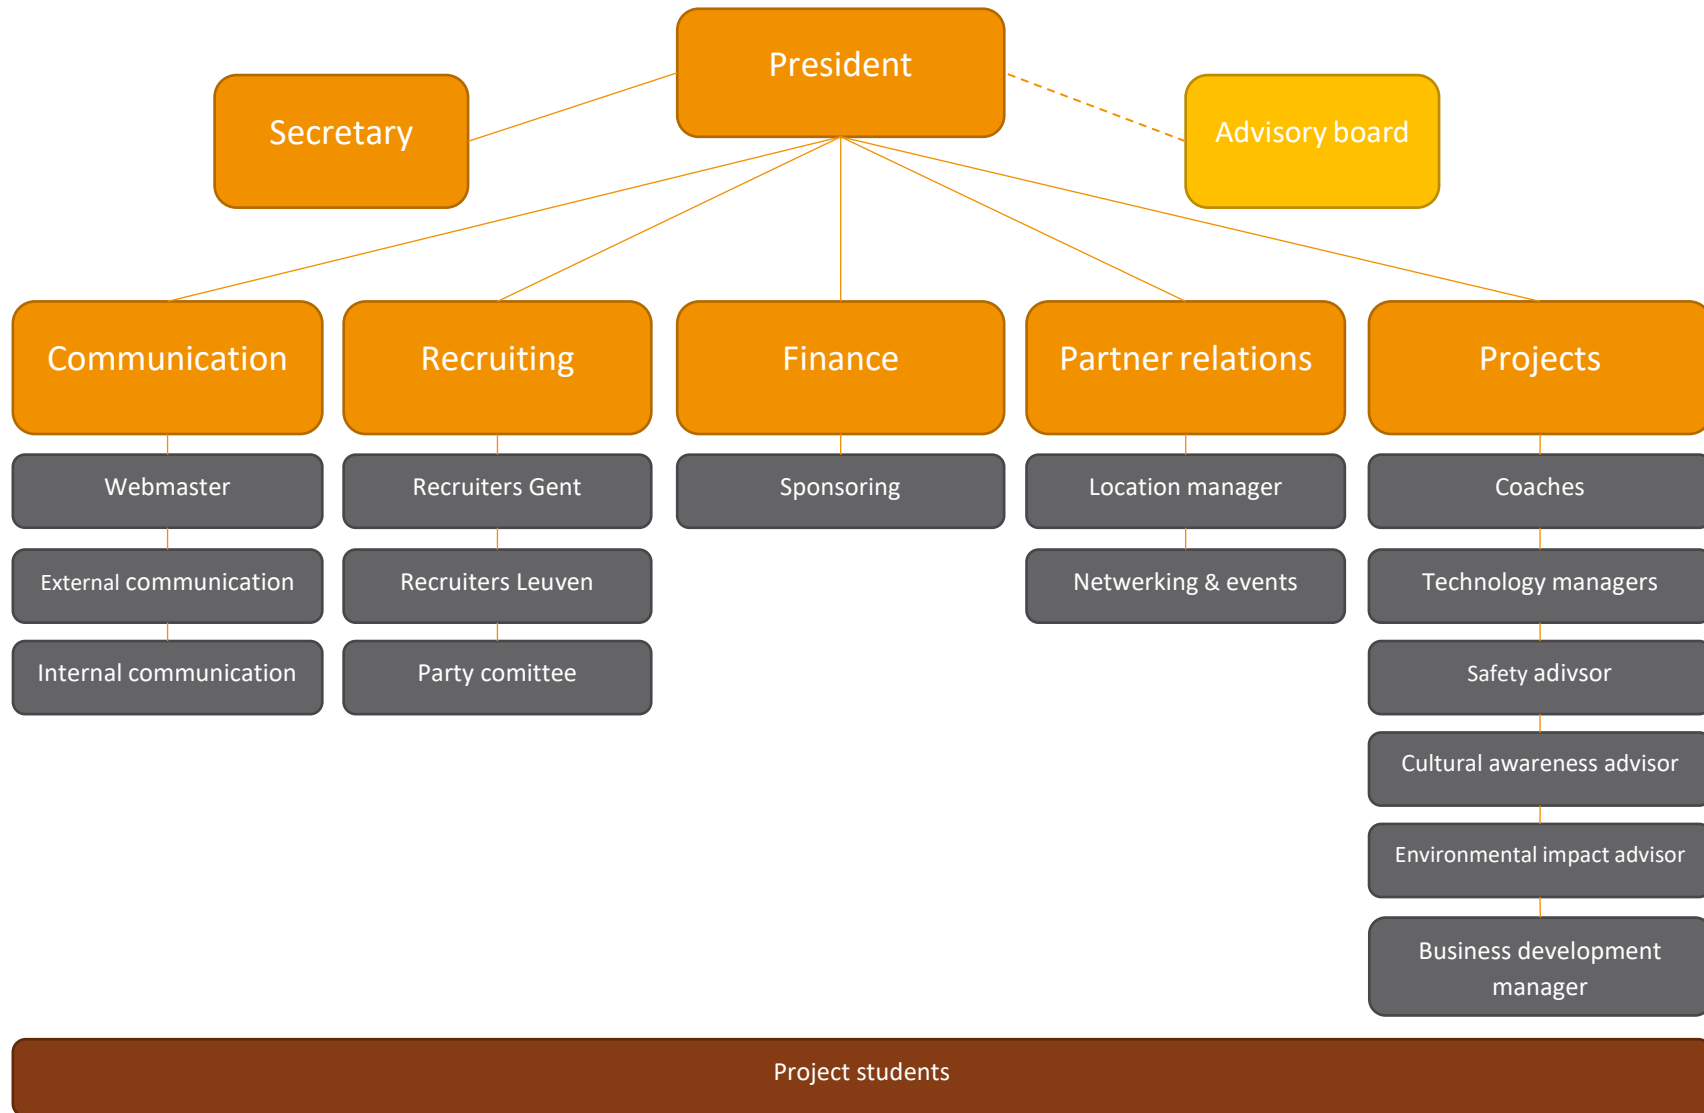 President
Secretary
Advisory board
Communication
Recruiting
Finance
Partner relations
Projects
Webmaster
Recruiters Gent
Sponsoring
Location manager
Coaches
External communication
Recruiters Leuven
Networking & events
Technology managers
Internal communication
Party comittee
Safety adivsor
Cultural awareness advisor
Environmental impact advisor
Business development
manager
Project students